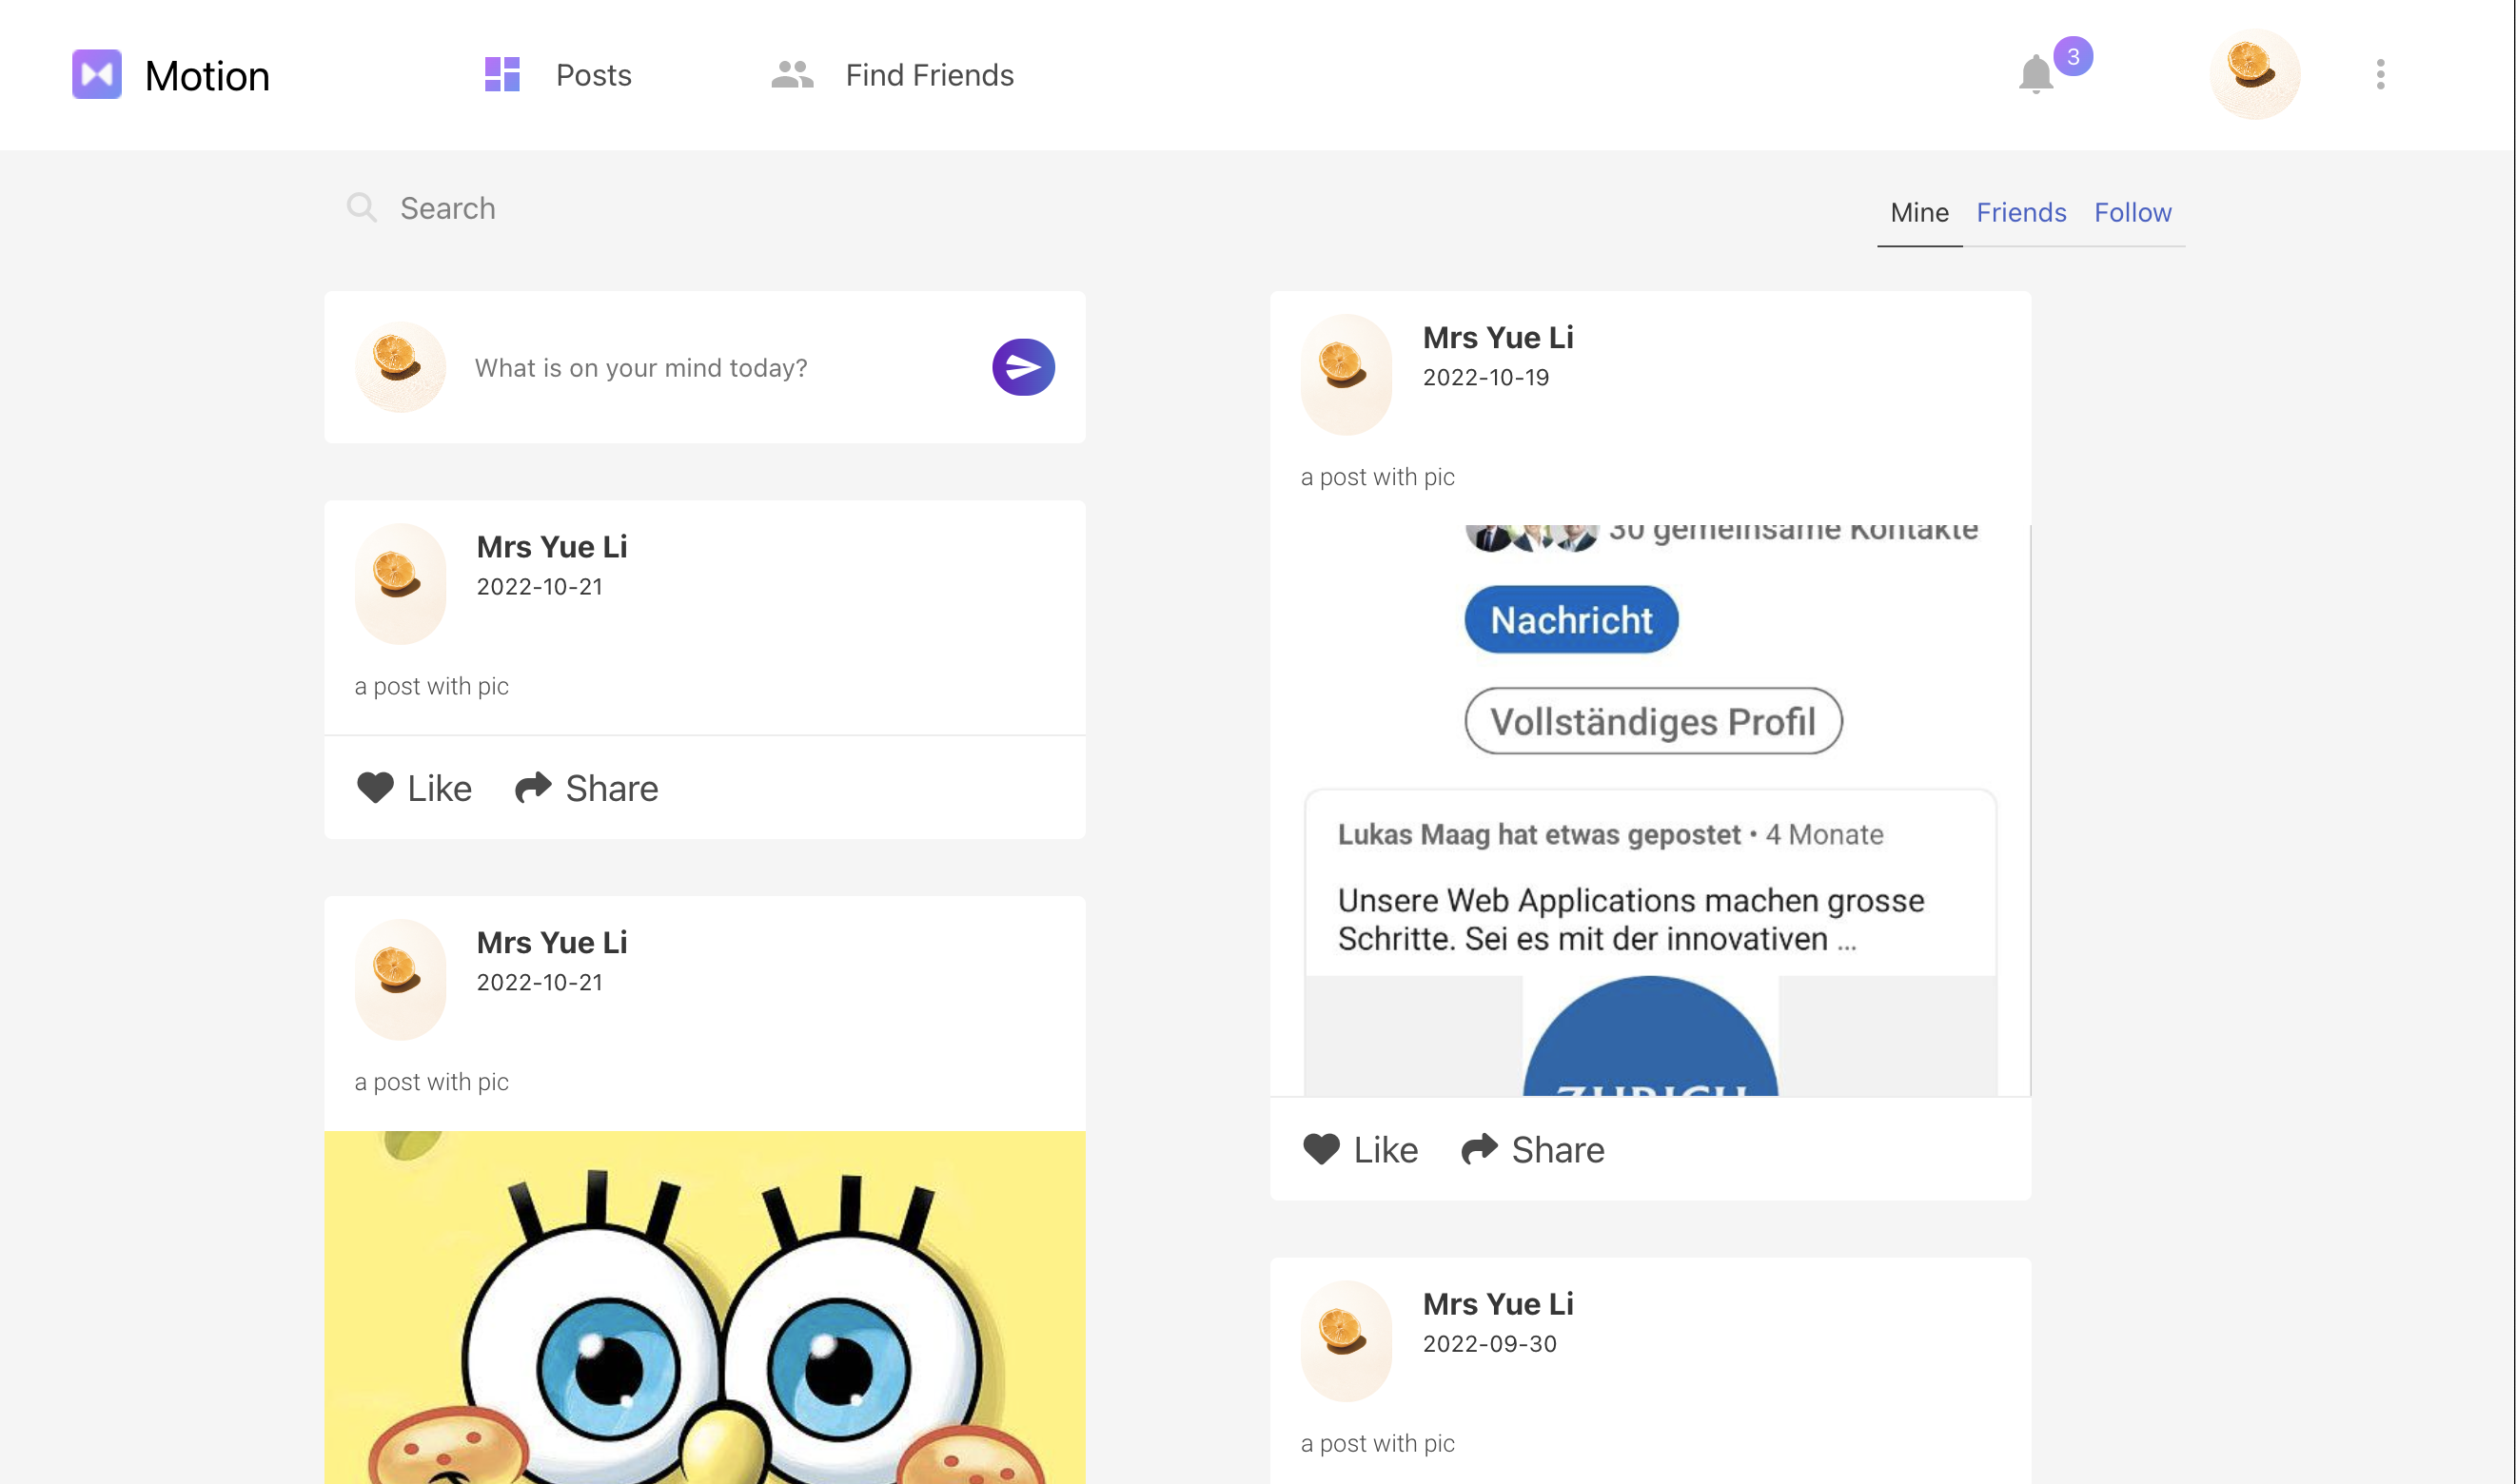 Motion
Posts
Find Friends
3
Search
Mine
Friends
Follow
What is on your mind today?
Mrs Yue Li
2022-10-21
a post with pic
Like
Share
Mrs Yue Li
2022-10-21
a post with pic
Mrs Yue Li
2022-10-19
a post with pic
30 gemeinsame Kontakte
Nachricht
Vollständiges Profil
Lukas Maag hat etwas gepostet • 4 Monate
Unsere Web Applications machen grosse
Schritte. Sei es mit der innovativen ...
ZURICH
Like
Share
Mrs Yue Li
2022-09-30
a post with pic